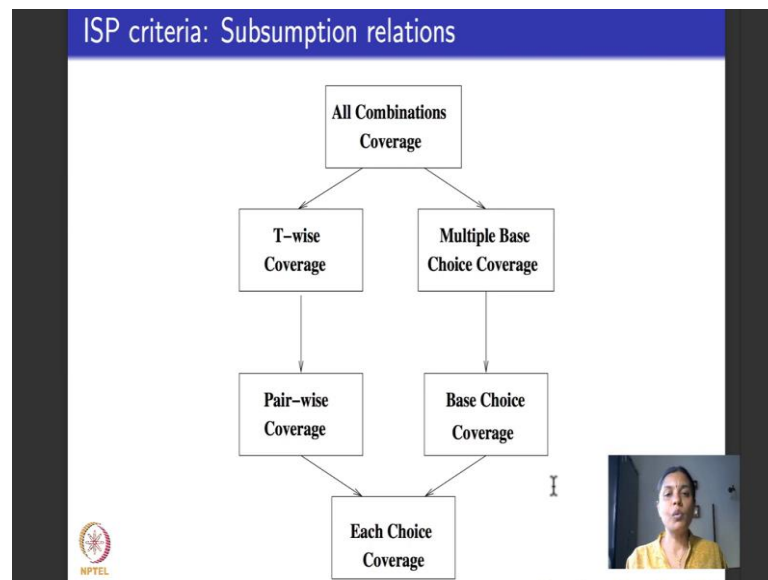 ISP criteria: Subsumption relations
All Combinations
Coverage
T-wise
Coverage
Multiple Base
Choice Coverage
Pair-wise
Coverage
Base Choice
Coverage
Each Choice
Coverage
NPTEL